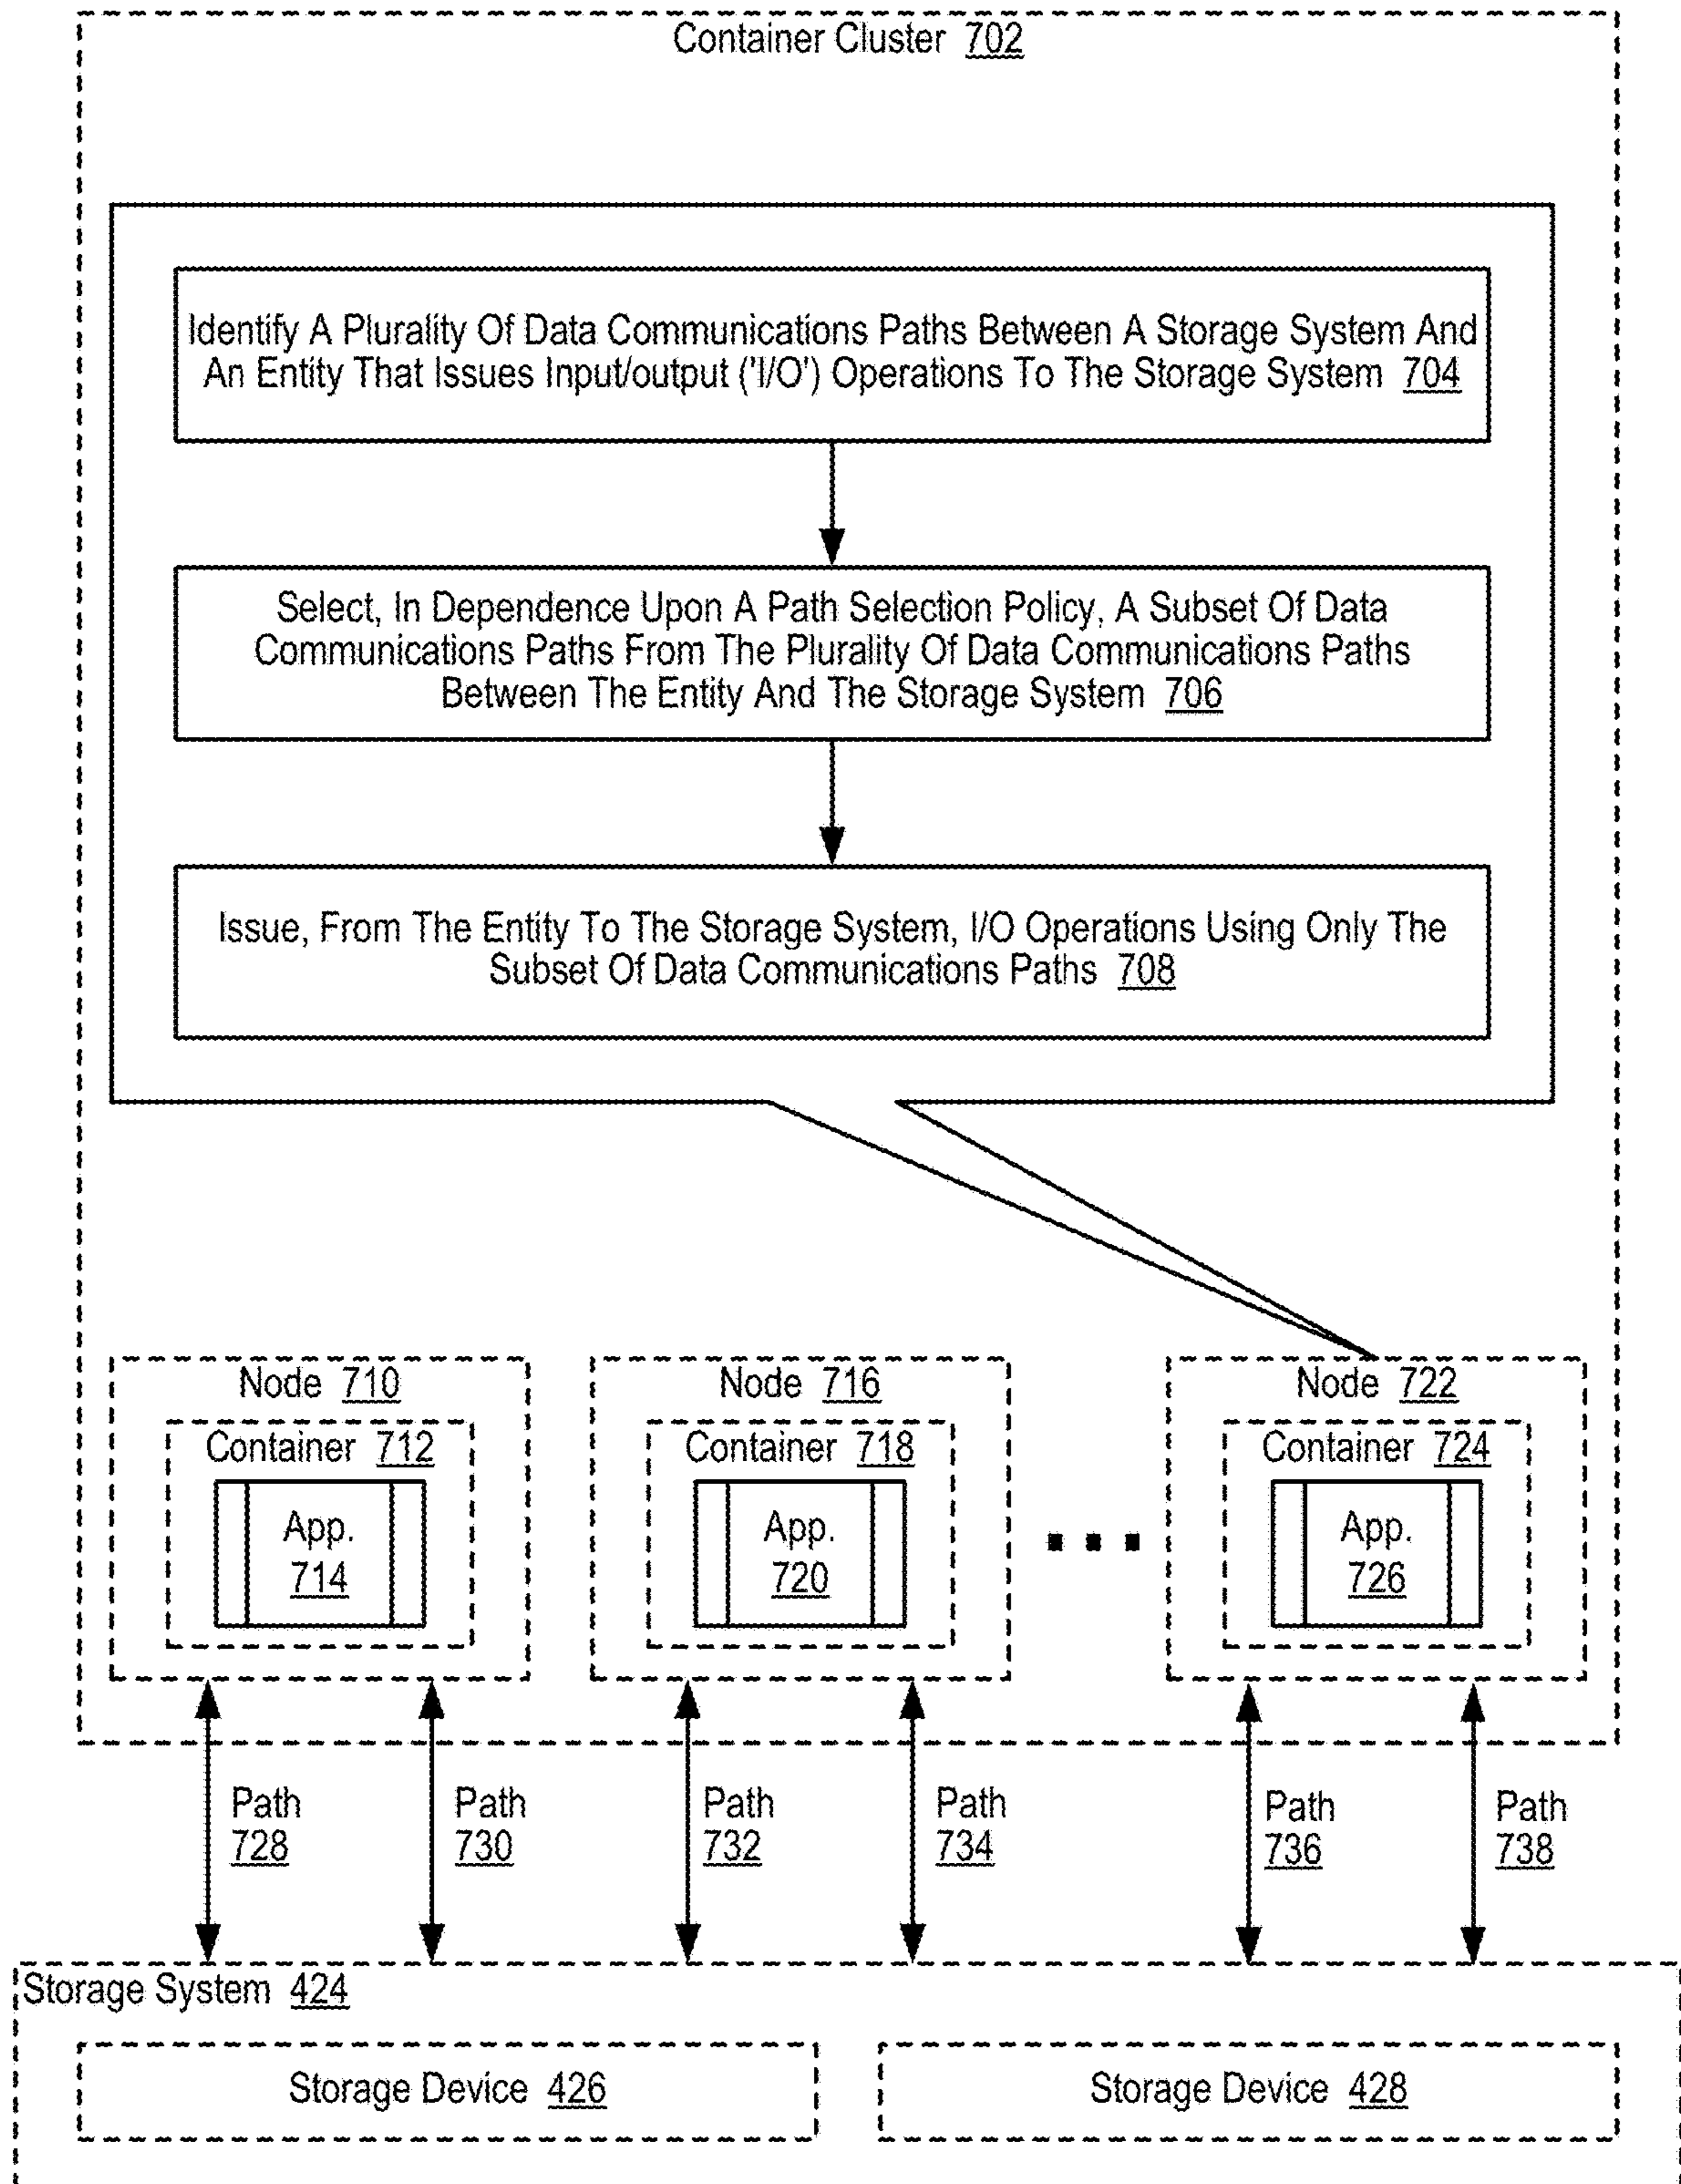 Container Cluster 702
Identify A Plurality Of Data Communications Paths Between A Storage System And
An Entity That Issues Input/output ('I/O') Operations To The Storage System 704
Select, In Dependence Upon A Path Selection Policy, A Subset Of Data
Communications Paths From The Plurality Of Data Communications Paths
Between The Entity And The Storage System 706
Issue, From The Entity To The Storage System, I/O Operations Using Only The
Subset Of Data Communications Paths 708
Node 710
Container 712
App.
714
Node 716
Container 718
App.
720
Node 722
Container 724
App.
726
Path
728
Path
730
Path
732
Path
734
Path
736
Path
738
Storage System 424
Storage Device 426
Storage Device 428